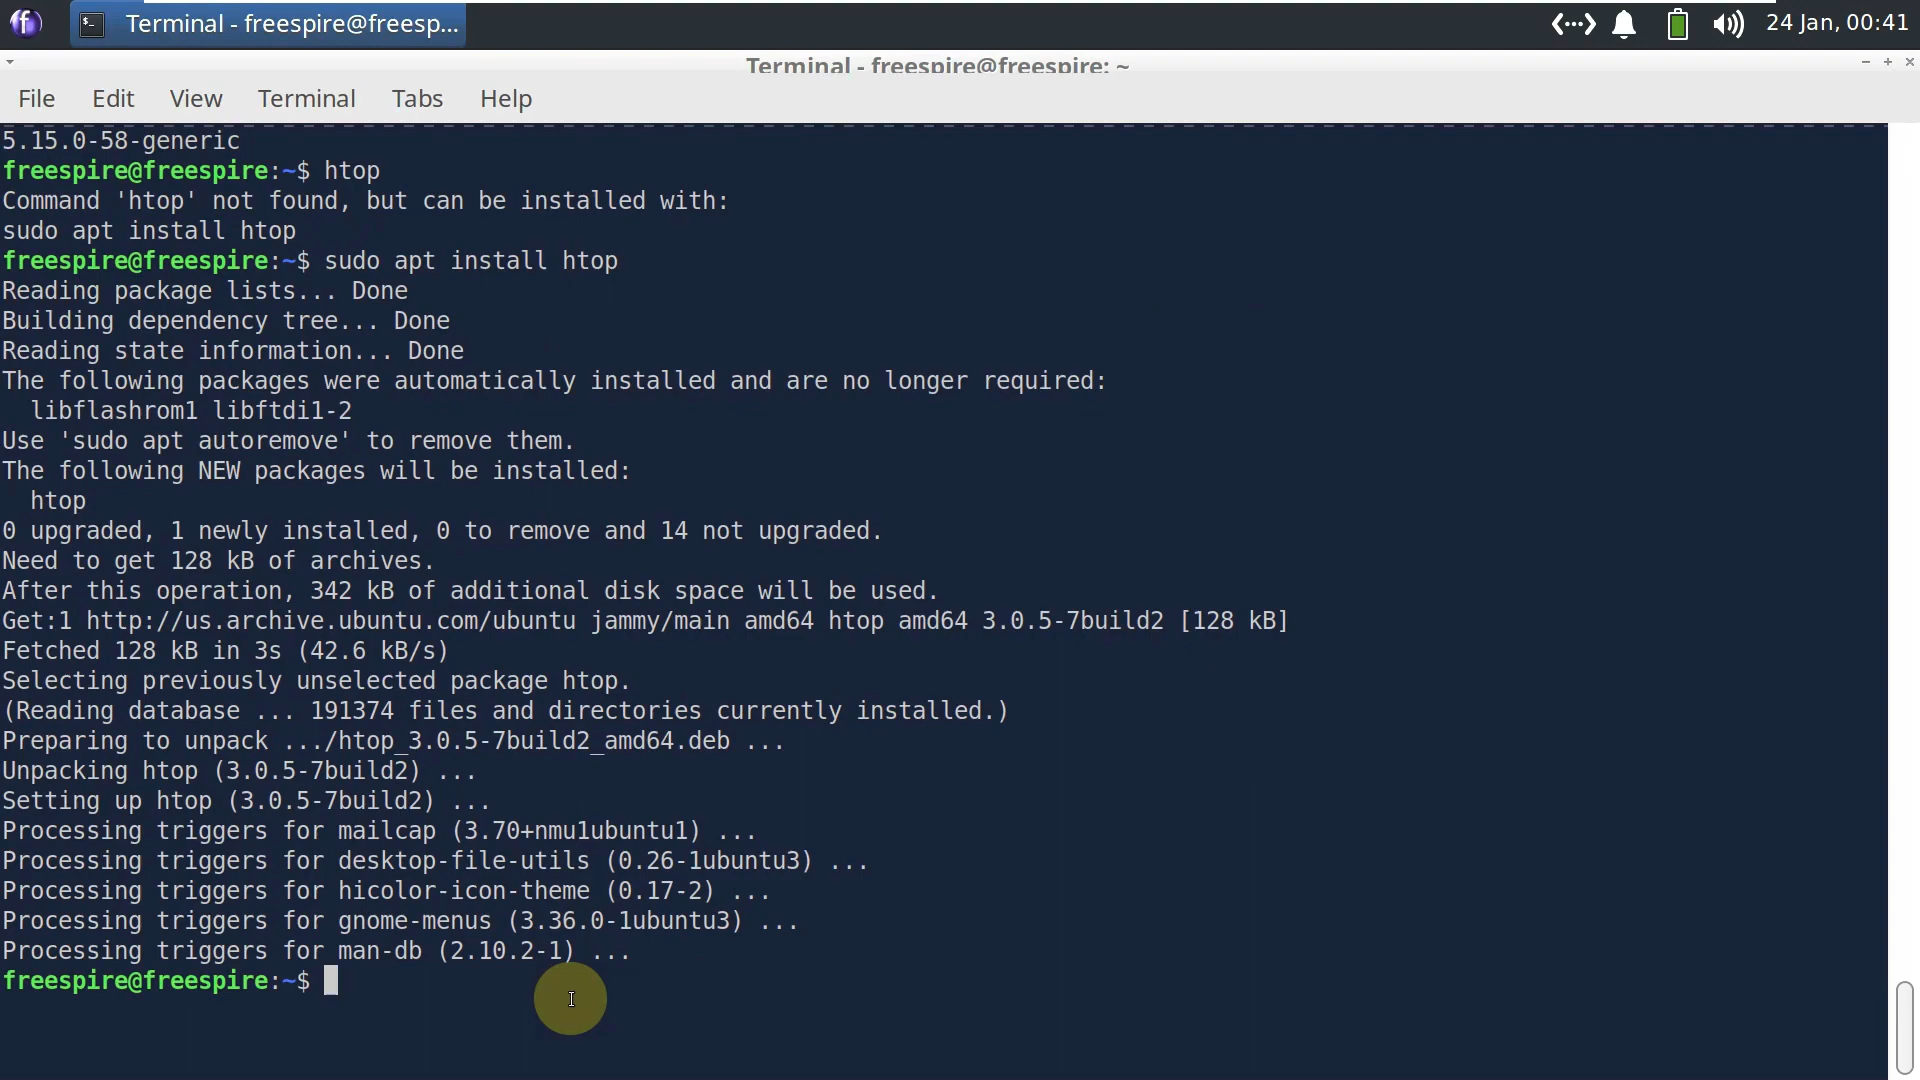 Terminal - freespire@freesp...
24 Jan, 00:41
Terminal - freespire@freespire: ~
File Edit View Terminal Tabs Help
5.15.0-58-generic
freespire@freespire:~$ htop
Command 'htop' not found, but can be installed with:
sudo apt install htop
freespire@freespire:~$ sudo apt install htop
Reading package lists... Done
Building dependency tree... Done
Reading state information... Done
The following packages were automatically installed and are no longer required:
  libflashrom1 libftdi1-2
Use 'sudo apt autoremove' to remove them.
The following NEW packages will be installed:
  htop
0 upgraded, 1 newly installed, 0 to remove and 14 not upgraded.
Need to get 128 kB of archives.
After this operation, 342 kB of additional disk space will be used.
Get:1 http://us.archive.ubuntu.com/ubuntu jammy/main amd64 htop amd64 3.0.5-7build2 [128 kB]
Fetched 128 kB in 3s (42.6 kB/s)
Selecting previously unselected package htop.
(Reading database ... 191374 files and directories currently installed.)
Preparing to unpack .../htop_3.0.5-7build2_amd64.deb ...
Unpacking htop (3.0.5-7build2) ...
Setting up htop (3.0.5-7build2) ...
Processing triggers for mailcap (3.70+nmu1ubuntu1) ...
Processing triggers for desktop-file-utils (0.26-1ubuntu3) ...
Processing triggers for hicolor-icon-theme (0.17-2) ...
Processing triggers for gnome-menus (3.36.0-1ubuntu3) ...
Processing triggers for man-db (2.10.2-1) ...
freespire@freespire:~$